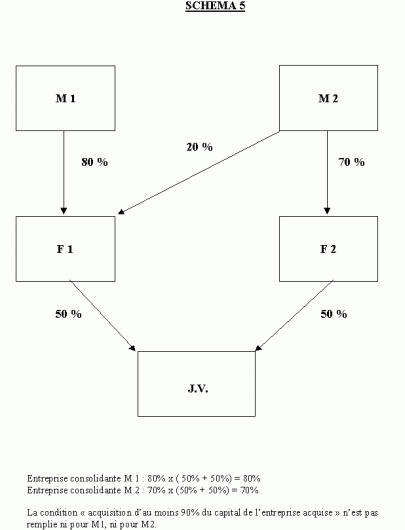 SCHEMA 5
M 1
M 2
20 %
80 %
70 %
F 1
F 2
50 %
50 %
J.V.
Entreprise consolidante M 1 : 80% x ( 50% + 50%) = 80%
Entreprise consolidante M 2 : 70% x (50% + 50%) = 70%
La condition « acquisition d'au moins 90% du capital de l'entreprise acquise » n'est pas
remplie ni pour M1, ni pour M2.